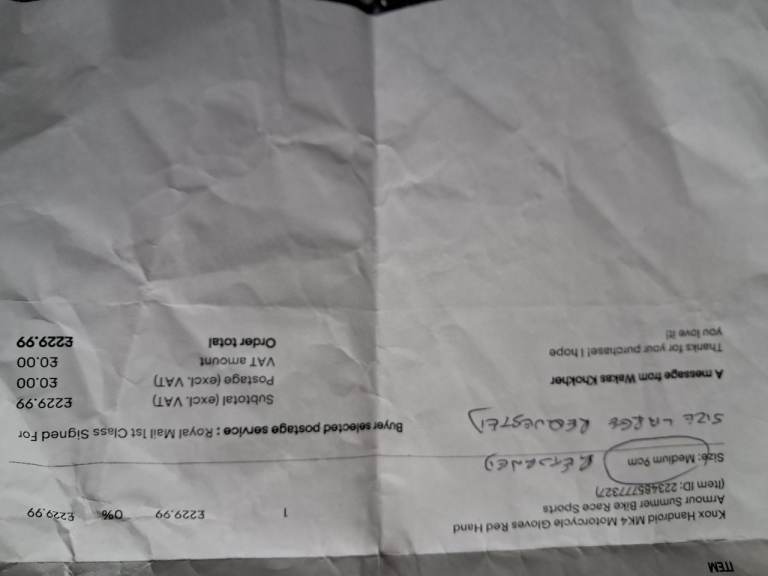 ITEM
Knox Handroid MK4 Motorcycle Gloves Red Hand 1 £229.99 0% £229.99
Armour Summer Bike Race Sports
(Item ID: 223485777327)
Size: Medium 9cm RETURNED
SIZE LARGE REQUESTED
Buyer selected postage service : Royal Mail 1st Class Signed For
Subtotal (excl. VAT) £229.99
Postage (excl. VAT) £0.00
VAT amount £0.00
Order total £229.99
A message from Wakas Khokher
Thanks for your purchase! I hope
you love it!